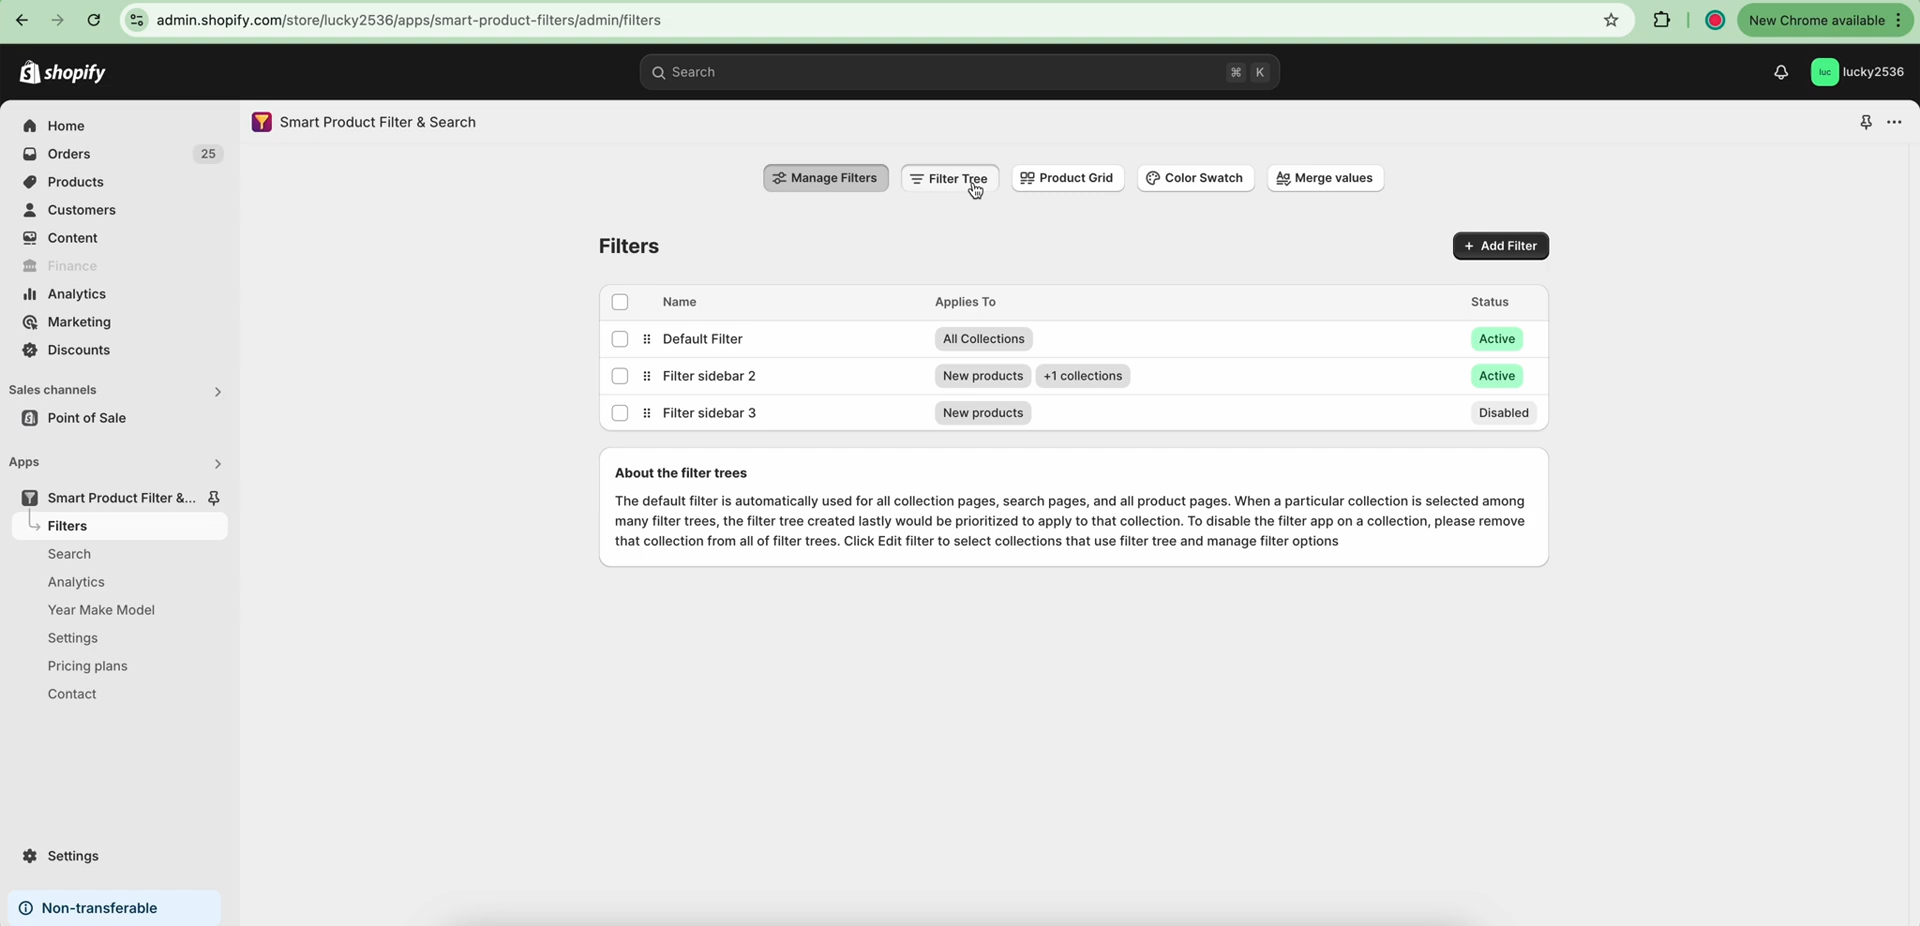 admin.shopify.com/store/lucky2536/apps/smart-product-filters/admin/filters
New Chrome available
shopify
Search
⌘ K
luc
lucky2536
Home
Orders 25
Products
Customers
Content
Finance
Analytics
Marketing
Discounts
Sales channels
Point of Sale
Apps
Smart Product Filter &...
Filters
Search
Analytics
Year Make Model
Settings
Pricing plans
Contact
Settings
Non-transferable
Smart Product Filter & Search
Manage Filters
Filter Tree
Product Grid
Color Swatch
Merge values
Filters
+ Add Filter
Name Applies To Status
Default Filter All Collections Active
Filter sidebar 2 New products +1 collections Active
Filter sidebar 3 New products Disabled
About the filter trees
The default filter is automatically used for all collection pages, search pages, and all product pages. When a particular collection is selected among
many filter trees, the filter tree created lastly would be prioritized to apply to that collection. To disable the filter app on a collection, please remove
that collection from all of filter trees. Click Edit filter to select collections that use filter tree and manage filter options